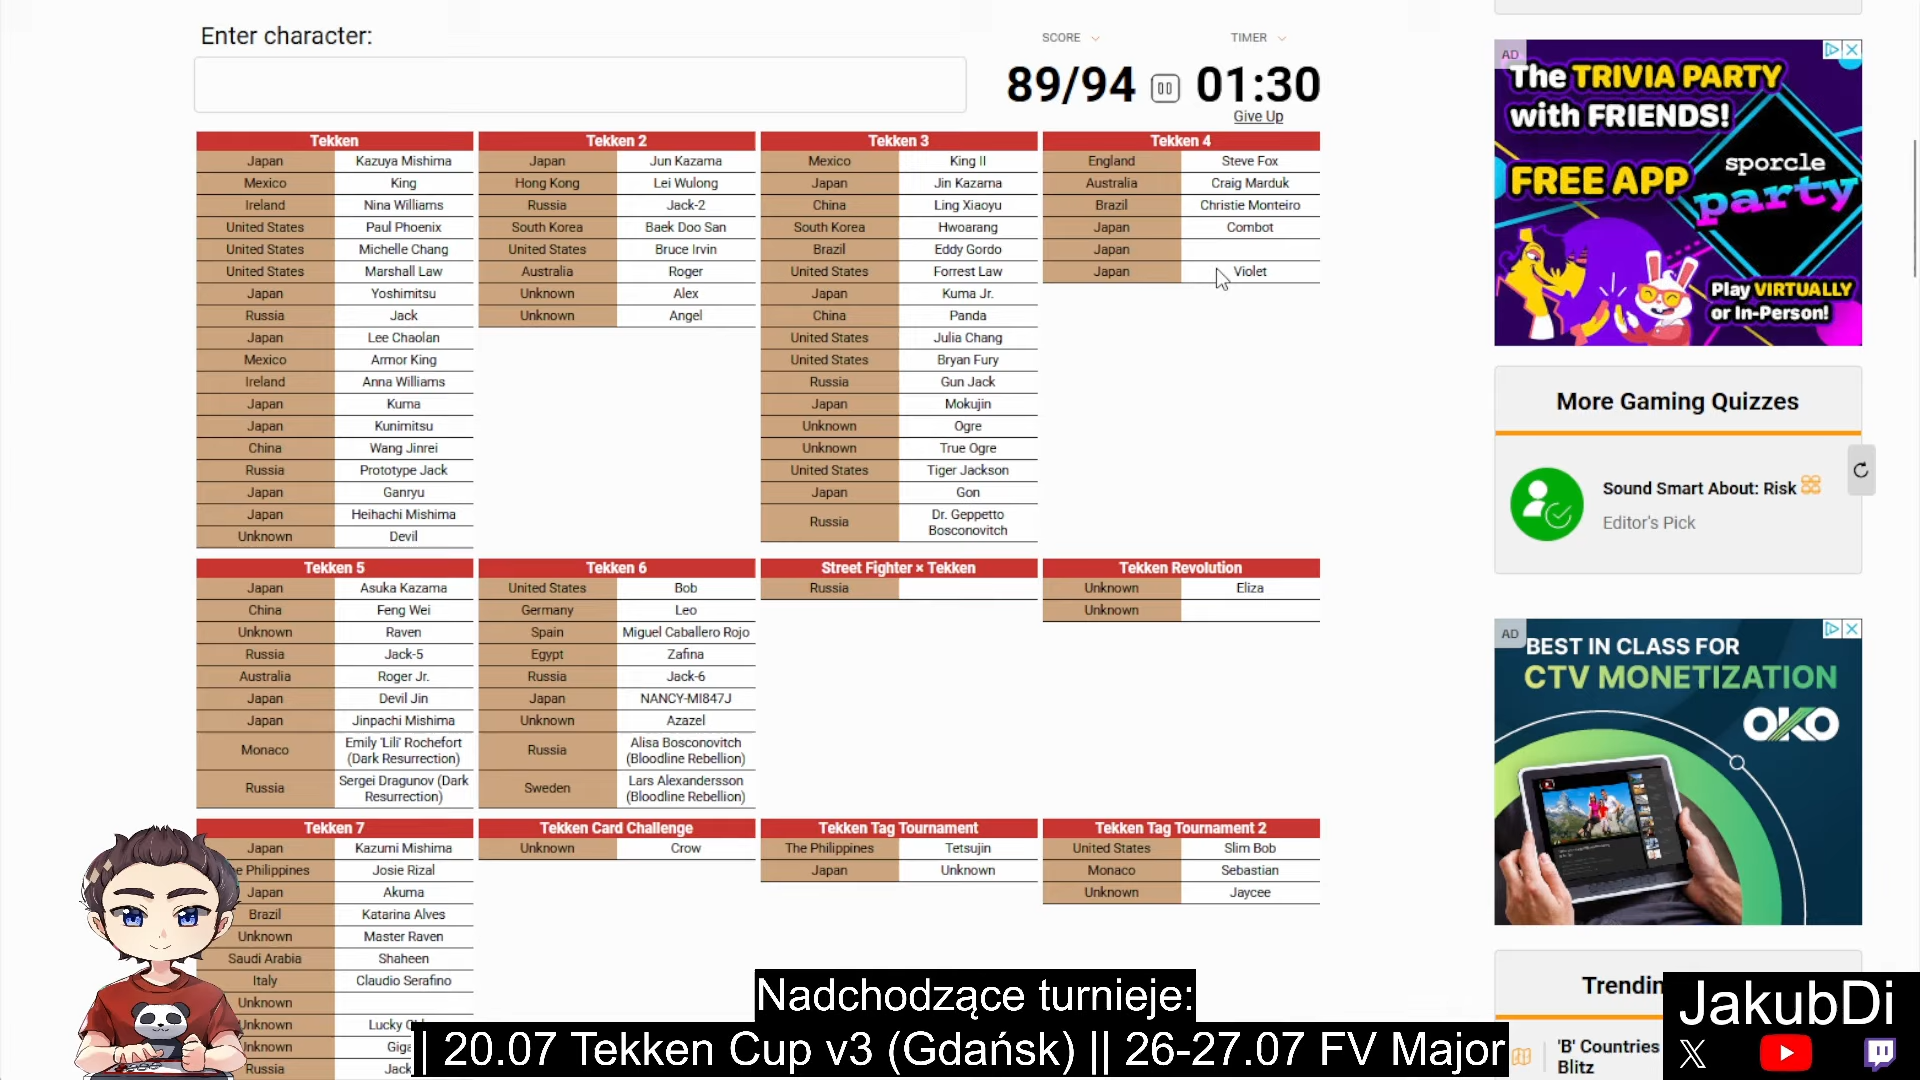 Enter character:
SCORE
TIMER
89/94
01:30
Give Up
Tekken
Japan Kazuya Mishima
Mexico King
Ireland Nina Williams
United States Paul Phoenix
United States Michelle Chang
United States Marshall Law
Japan Yoshimitsu
Russia Jack
Japan Lee Chaolan
Mexico Armor King
Ireland Anna Williams
Japan Kuma
Japan Kunimitsu
China Wang Jinrei
Russia Prototype Jack
Japan Ganryu
Japan Heihachi Mishima
Unknown Devil
Tekken 2
Japan Jun Kazama
Hong Kong Lei Wulong
Russia Jack-2
South Korea Baek Doo San
United States Bruce Irvin
Australia Roger
Unknown Alex
Unknown Angel
Tekken 3
Mexico King II
Japan Jin Kazama
China Ling Xiaoyu
South Korea Hwoarang
Brazil Eddy Gordo
United States Forrest Law
Japan Kuma Jr.
China Panda
United States Julia Chang
United States Bryan Fury
Russia Gun Jack
Japan Mokujin
Unknown Ogre
Unknown True Ogre
United States Tiger Jackson
Japan Gon
Russia Dr. Geppetto
Bosconovitch
Tekken 4
England Steve Fox
Australia Craig Marduk
Brazil Christie Monteiro
Japan Combot
Japan
Japan Violet
Tekken 5
Japan Asuka Kazama
China Feng Wei
Unknown Raven
Russia Jack-5
Australia Roger Jr.
Japan Devil Jin
Japan Jinpachi Mishima
Monaco Emily 'Lili' Rochefort
(Dark Resurrection)
Russia Sergei Dragunov (Dark
Resurrection)
Tekken 6
United States Bob
Germany Leo
Spain Miguel Caballero Rojo
Egypt Zafina
Russia Jack-6
Japan NANCY-MI847J
Unknown Azazel
Russia Alisa Bosconovitch
(Bloodline Rebellion)
Sweden Lars Alexandersson
(Bloodline Rebellion)
Street Fighter × Tekken
Russia
Tekken Revolution
Unknown Eliza
Unknown
Tekken 7
Japan Kazumi Mishima
e Philippines Josie Rizal
Japan Akuma
Brazil Katarina Alves
Unknown Master Raven
Saudi Arabia Shaheen
Italy Claudio Serafino
Unknown
Unknown Lucky
nknown Giga
Russia Jack
Tekken Card Challenge
Unknown Crow
Tekken Tag Tournament
The Philippines Tetsujin
Japan Unknown
Tekken Tag Tournament 2
United States Slim Bob
Monaco Sebastian
Unknown Jaycee
AD
The TRIVIA PARTY
with FRIENDS!
FREE APP
sporcle
party
Play VIRTUALLY
or In-Person!
More Gaming Quizzes
Sound Smart About: Risk
Editor's Pick
AD
BEST IN CLASS FOR
CTV MONETIZATION
OKO
Trendin
'B' Countries
Blitz
Nadchodzące turnieje:
| 20.07 Tekken Cup v3 (Gdańsk) || 26-27.07 FV Major
JakubDi